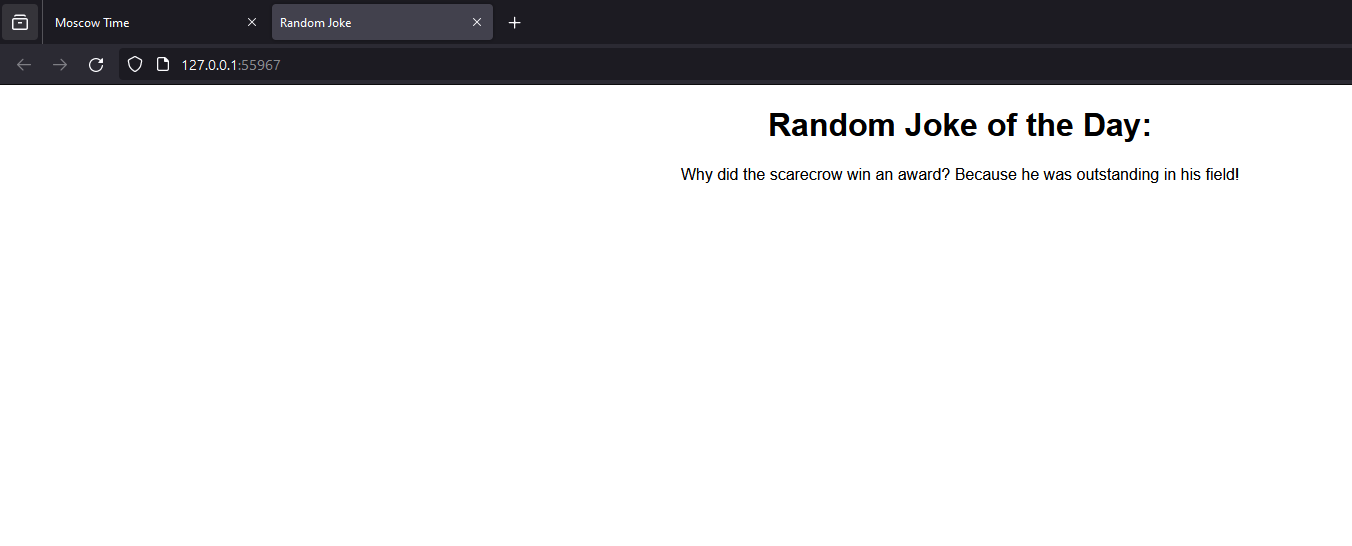 Moscow Time
Random Joke
127.0.0.1:55967
Random Joke of the Day:
Why did the scarecrow win an award? Because he was outstanding in his field!